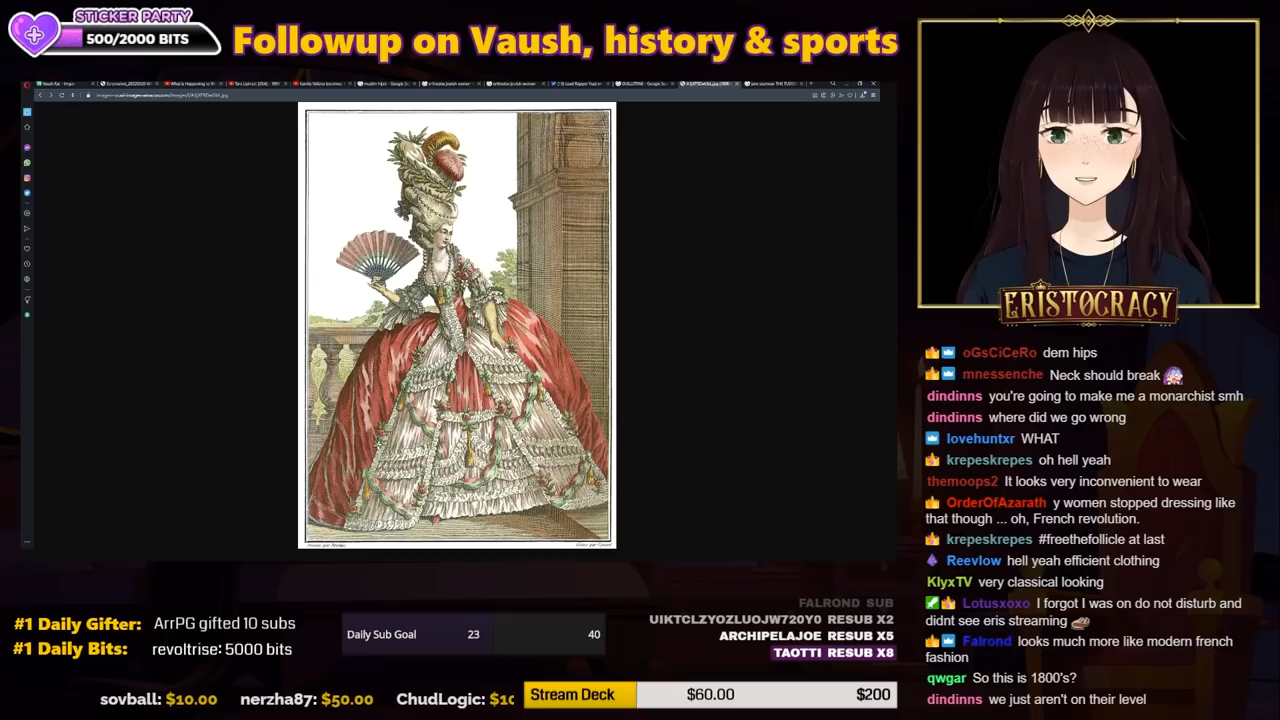 STICKER PARTY
500/2000 BITS
Followup on Vaush, history & sports
ERISTOCRACY
oGsCiCeRo dem hips
mnessenche Neck should break
dindinns you're going to make me a monarchist smh
dindinns where did we go wrong
lovehuntxr WHAT
krepeskrepes oh hell yeah
themoops2 It looks very inconvenient to wear
OrderOfAzarath y women stopped dressing like
that though ... oh, French revolution.
krepeskrepes #freethefollicle at last
Reevlow hell yeah efficient clothing
KlyxTV very classical looking
Lotusxoxo I forgot I was on do not disturb and
didnt see eris streaming
Falrond looks much more like modern french
fashion
qwgar So this is 1800's?
dindinns we just aren't on their level
#1 Daily Gifter: ArrPG gifted 10 subs
#1 Daily Bits: revoltrise: 5000 bits
Daily Sub Goal 23 40
FALROND SUB
UIKTCLZYOZLUOJW720Y0 RESUB X2
ARCHIPELAJOE RESUB X5
TAOTTI RESUB X8
sovball: $10.00 nerzha87: $50.00 ChudLogic: $10
Stream Deck $60.00 $200